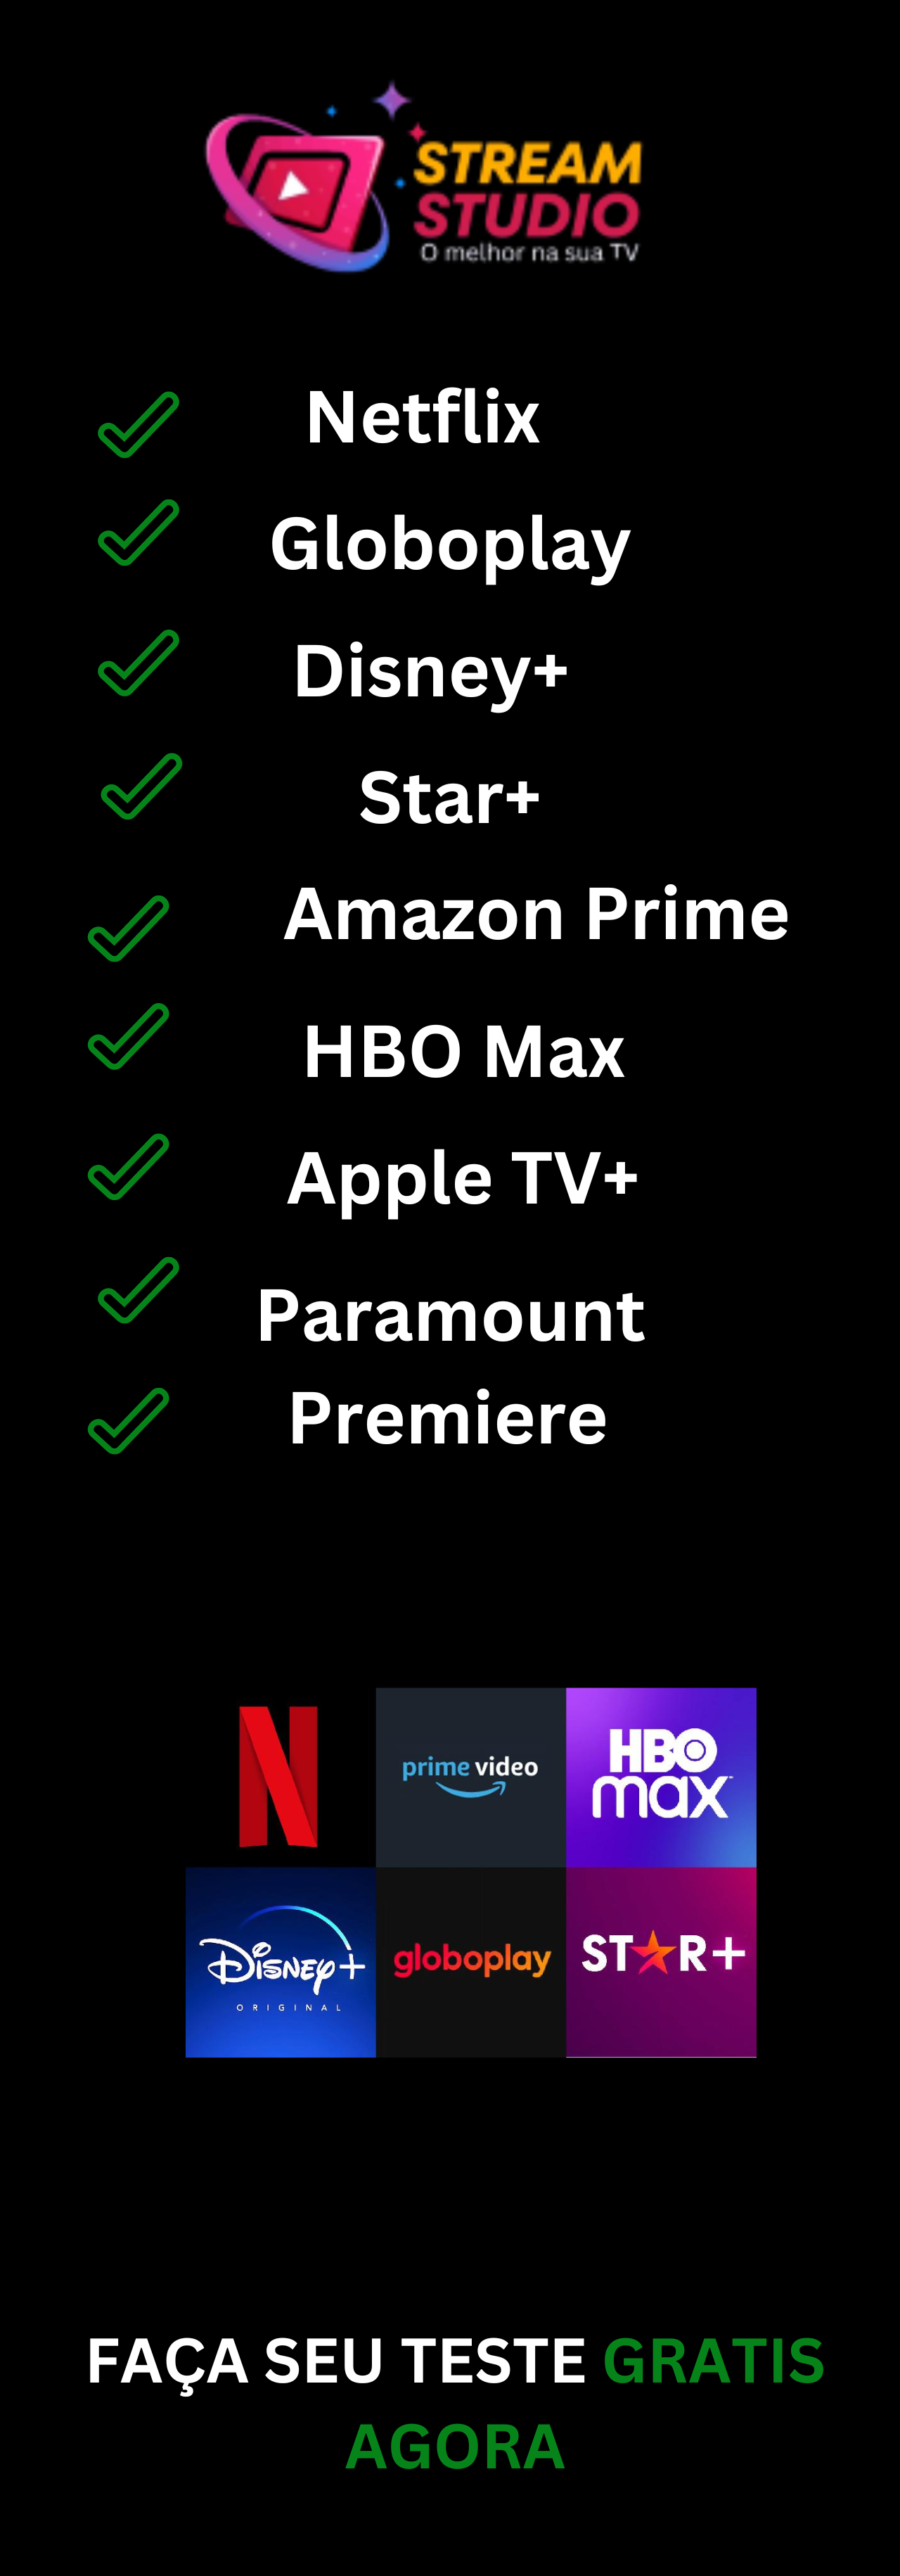 STREAM
STUDIO
O melhor na sua TV
Netflix
Globoplay
Disney+
Star+
Amazon Prime
HBO Max
Apple TV+
Paramount
Premiere
N
prime video
HBO
max
Disney+
ORIGINAL
globoplay
ST★R+
FAÇA SEU TESTE GRATIS
AGORA